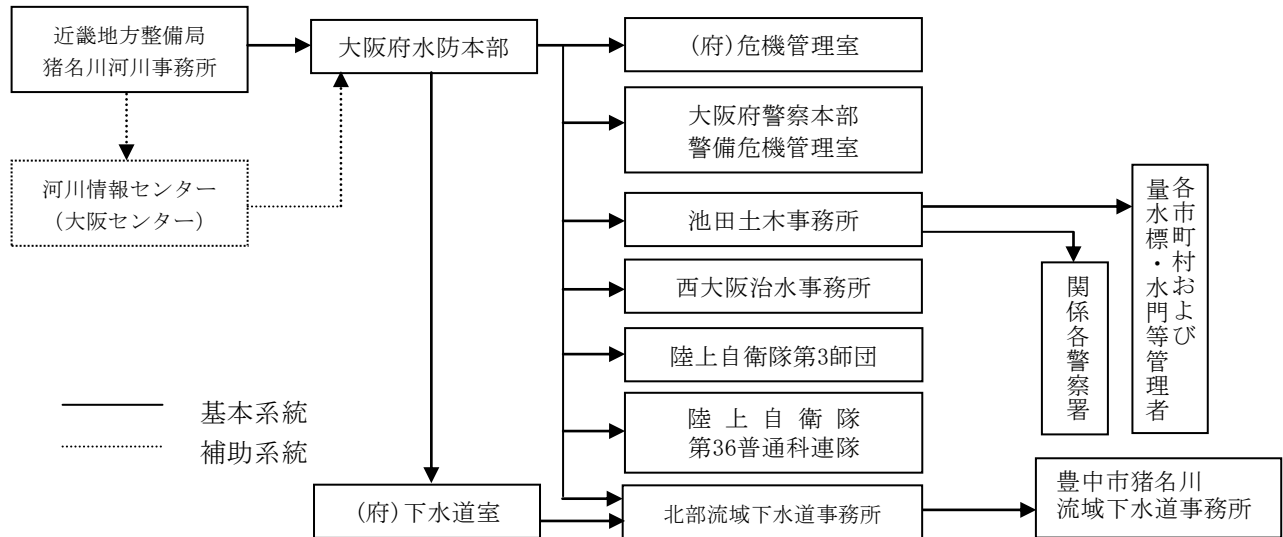 近畿地方整備局
猪名川河川事務所
大阪府水防本部
(府)危機管理室
大阪府警察本部
警備危機管理室
河川情報センター
(大阪センター)
池田土木事務所
各市町村および
量水標・水門等管理者
関係各警察署
西大阪治水事務所
陸上自衛隊第3師団
陸上自衛隊
第36普通科連隊
基本系統
補助系統
(府)下水道室
北部流域下水道事務所
豊中市猪名川
流域下水道事務所